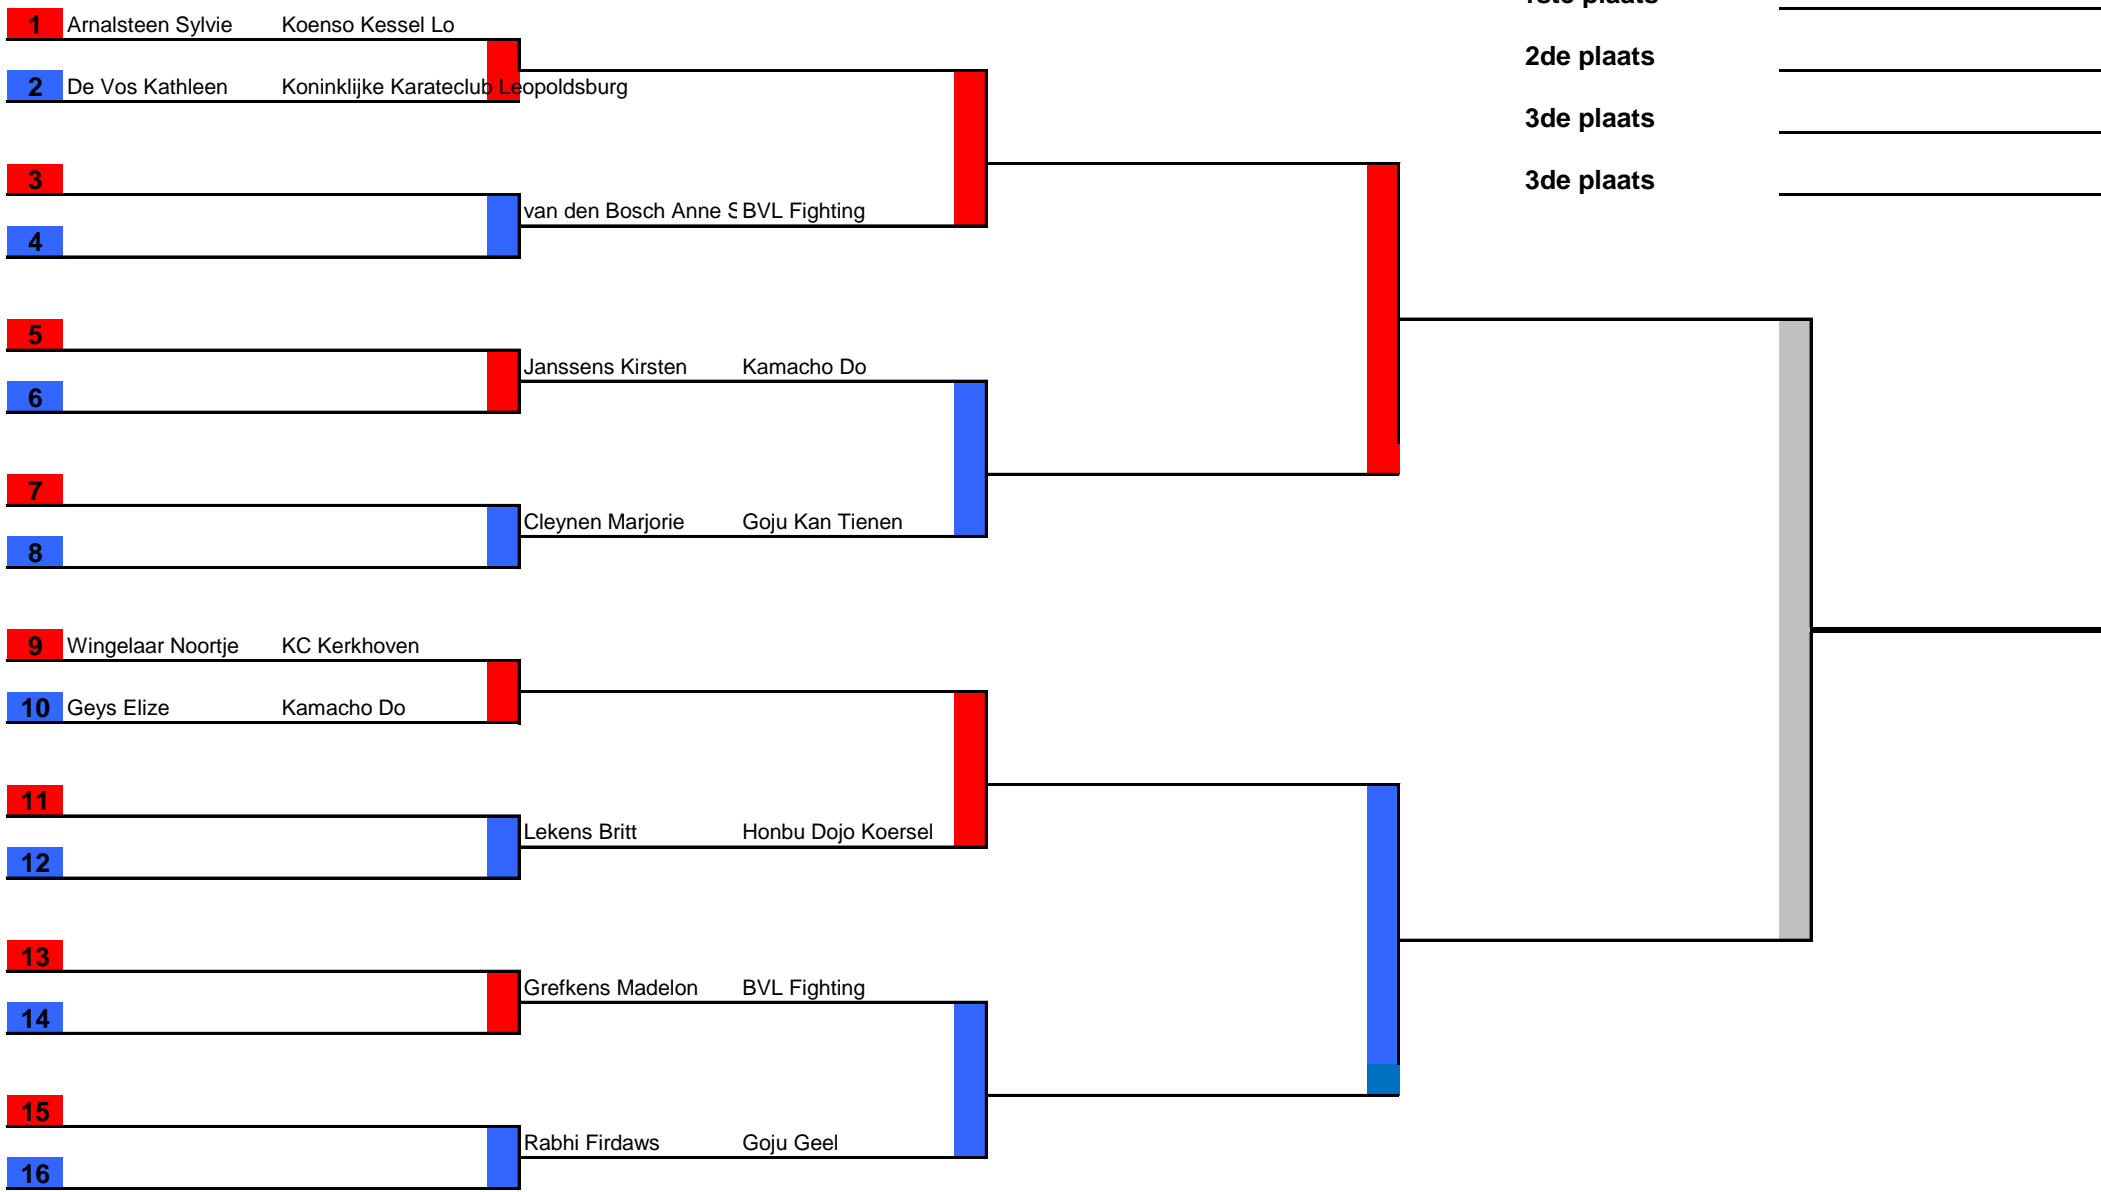 1 Arnalsteen Sylvie Koenso Kessel Lo
2 De Vos Kathleen Koninklijke Karateclub Leopoldsburg
2de plaats
3de plaats
3de plaats
3
van den Bosch Anne S BVL Fighting
4
5
Janssens Kirsten Kamacho Do
6
7
Cleynen Marjorie Goju Kan Tienen
8
9 Wingelaar Noortje KC Kerkhoven
10 Geys Elize Kamacho Do
11
Lekens Britt Honbu Dojo Koersel
12
13
Grefkens Madelon BVL Fighting
14
15
Rabhi Firdaws Goju Geel
16